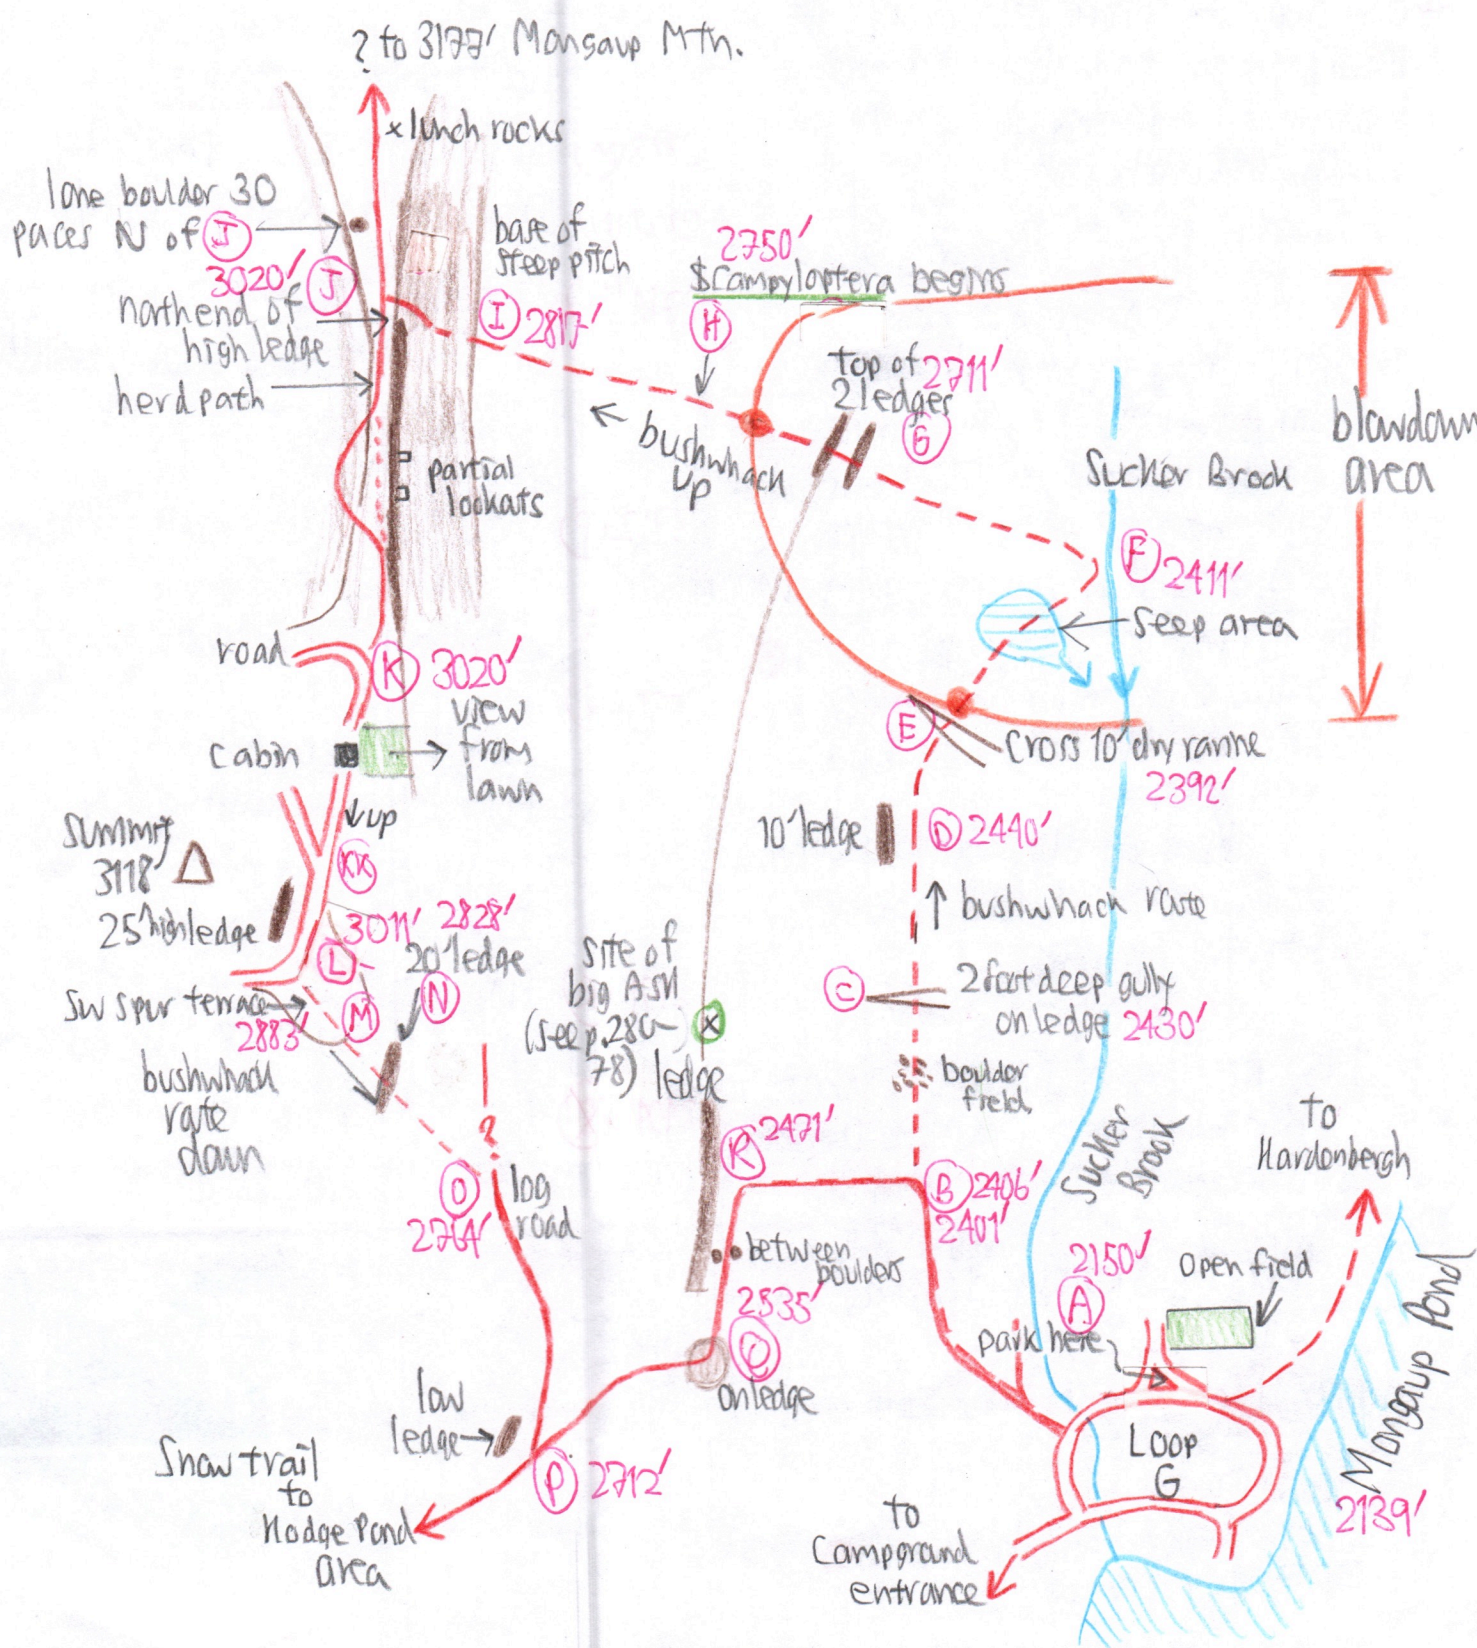 ? to 3177' Mongaup Mtn.
x lunch rocks
lone boulder 30
paces N of J
3020' J
north end of
high ledge
herd path
base of
steep pitch
I 2817'
2750'
$campyloptera begins
H
top of 2711'
2 ledges
G
bushwhack
up
partial
lookats
Sucker Brook
blowdown
area
F 2411'
seep area
road
K 3020'
view
from
lawn
cabin
E
cross 10' dry ravine
2392'
up
summit
3118'
KK
25' high ledge
10' ledge
D 2440'
bushwhack route
3011'
L
2828'
20' ledge
N
SW spur terrace
M
2883'
bushwhack
route
down
site of
big Ash
(see p.280-
78)
x
ledge
C
2 foot deep gully
on ledge 2430'
boulder
field
?
R 2471'
B 2406'
2401'
Sucker
Brook
to
Hardenbergh
O
2764'
log
road
between
boulders
2535'
Q
on ledge
2150'
A
Open field
park here
low
ledge
Snow trail
to
Hodge Pond
area
P 2712'
LOOP
G
Mongaup Pond
2139'
to
Campground
entrance